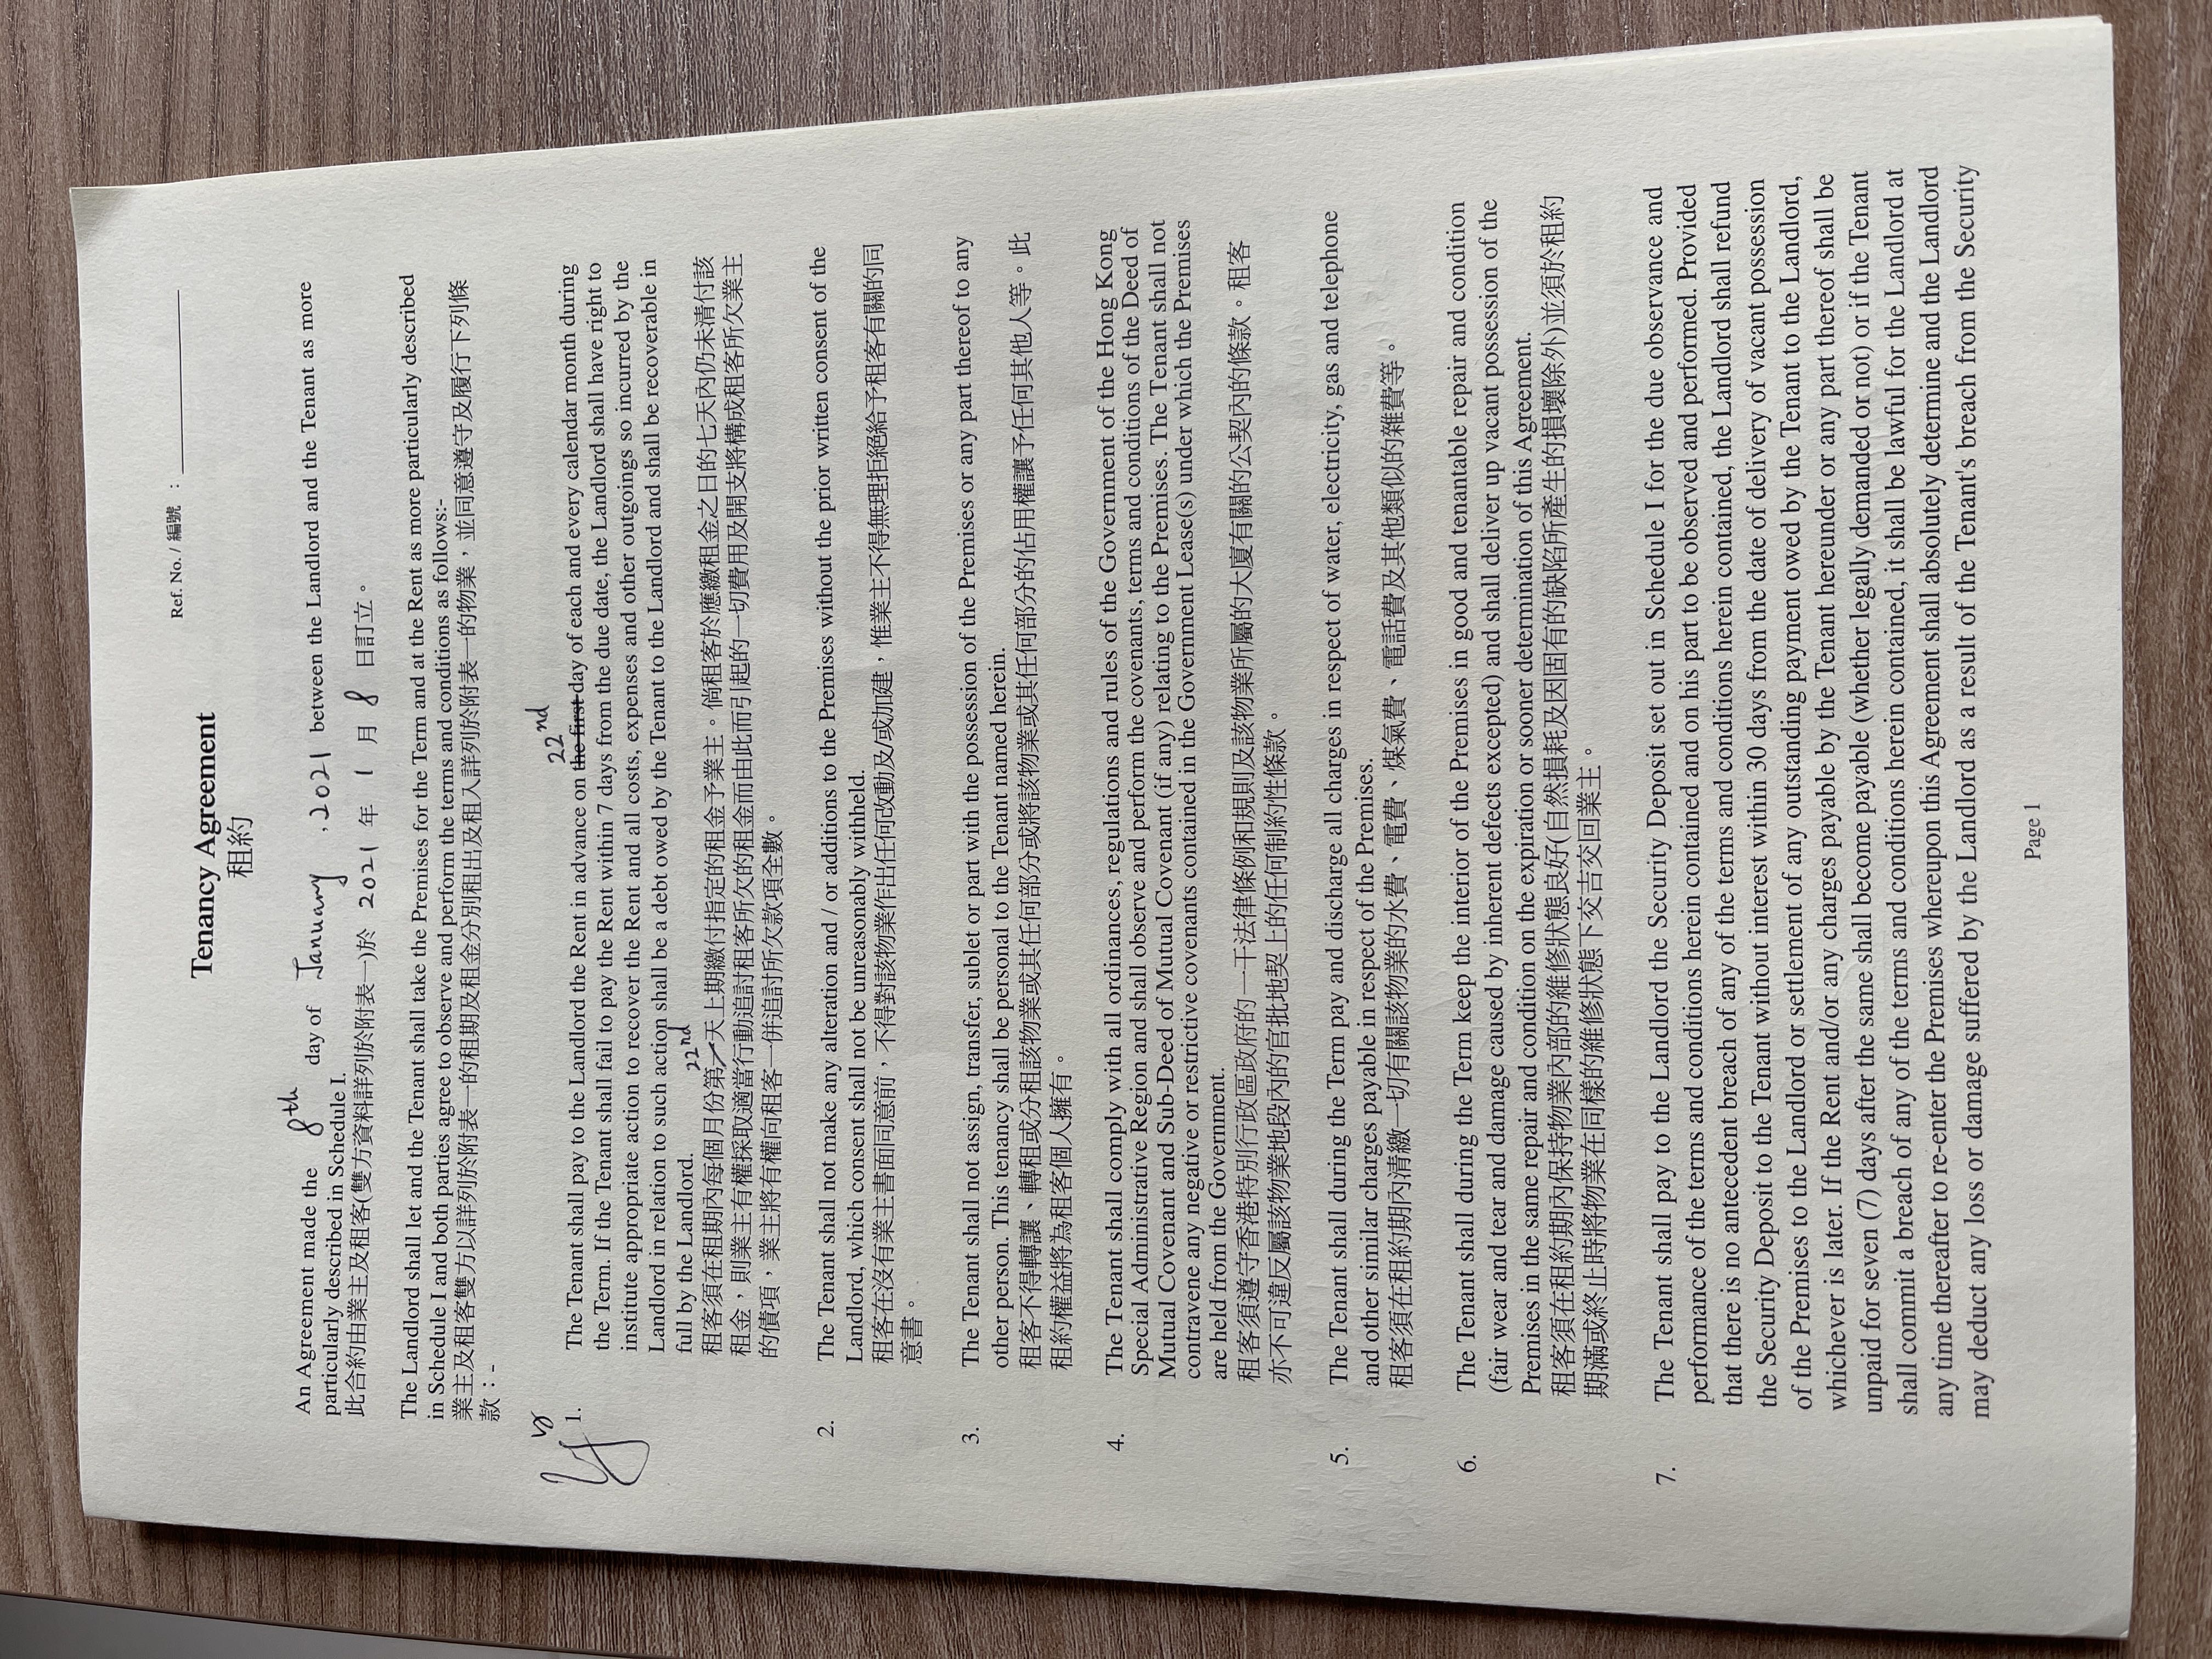 Ref. No. / 編號 :
Tenancy Agreement
租約
An Agreement made the 8th day of January, 2021 between the Landlord and the Tenant as more
particularly described in Schedule I.
此合約由業主及租客(雙方資料詳列於附表一)於 2021 年 1 月 8 日訂立。
The Landlord shall let and the Tenant shall take the Premises for the Term and at the Rent as more particularly described
in Schedule I and both parties agree to observe and perform the terms and conditions as follows:-
業主及租客雙方以詳列於附表一的租期及租金分別租出及租入詳列於附表一的物業，並同意遵守及履行下列條
款：-
22nd
1. The Tenant shall pay to the Landlord the Rent in advance on the first day of each and every calendar month during
the Term. If the Tenant shall fail to pay the Rent within 7 days from the due date, the Landlord shall have right to
institute appropriate action to recover the Rent and all costs, expenses and other outgoings so incurred by the
Landlord in relation to such action shall be a debt owed by the Tenant to the Landlord and shall be recoverable in
full by the Landlord.
22nd
租客須在租期內每個月份第一天上期繳付指定的租金予業主。倘租客於應繳租金之日的七天內仍未清付該
租金，則業主有權採取適當行動追討租客所欠的租金而由此而引起的一切費用及開支將構成租客所欠業主
的債項，業主將有權向租客一併追討所欠款項全數。
2. The Tenant shall not make any alteration and / or additions to the Premises without the prior written consent of the
Landlord, which consent shall not be unreasonably withheld.
租客在沒有業主書面同意前，不得對該物業作出任何改動及/或加建，惟業主不得無理拒絕給予租客有關的同
意書。
3. The Tenant shall not assign, transfer, sublet or part with the possession of the Premises or any part thereof to any
other person. This tenancy shall be personal to the Tenant named herein.
租客不得轉讓、轉租或分租該物業或其任何部分或將該物業或其任何部分的佔用權讓予任何其他人等。此
租約權益將為租客個人擁有。
4. The Tenant shall comply with all ordinances, regulations and rules of the Government of the Hong Kong
Special Administrative Region and shall observe and perform the covenants, terms and conditions of the Deed of
Mutual Covenant and Sub-Deed of Mutual Covenant (if any) relating to the Premises. The Tenant shall not
contravene any negative or restrictive covenants contained in the Government Lease(s) under which the Premises
are held from the Government.
租客須遵守香港特別行政區政府的一干法律條例和規則及該物業所屬的大廈有關的公契內的條款。租客
亦不可違反屬該物業地段內的官批地契上的任何制約性條款。
5. The Tenant shall during the Term pay and discharge all charges in respect of water, electricity, gas and telephone
and other similar charges payable in respect of the Premises.
租客須在租約期內清繳一切有關該物業的水費、電費、煤氣費、電話費及其他類似的雜費等。
6. The Tenant shall during the Term keep the interior of the Premises in good and tenantable repair and condition
(fair wear and tear and damage caused by inherent defects excepted) and shall deliver up vacant possession of the
Premises in the same repair and condition on the expiration or sooner determination of this Agreement.
租客須在租約期內保持物業內部的維修狀態良好(自然損耗及因固有的缺陷所產生的損壞除外)並須於租約
期滿或終止時將物業在同樣的維修狀態下交吉交回業主。
7. The Tenant shall pay to the Landlord the Security Deposit set out in Schedule I for the due observance and
performance of the terms and conditions herein contained and on his part to be observed and performed. Provided
that there is no antecedent breach of any of the terms and conditions herein contained, the Landlord shall refund
the Security Deposit to the Tenant without interest within 30 days from the date of delivery of vacant possession
of the Premises to the Landlord or settlement of any outstanding payment owed by the Tenant to the Landlord,
whichever is later. If the Rent and/or any charges payable by the Tenant hereunder or any part thereof shall be
unpaid for seven (7) days after the same shall become payable (whether legally demanded or not) or if the Tenant
shall commit a breach of any of the terms and conditions herein contained, it shall be lawful for the Landlord at
any time thereafter to re-enter the Premises whereupon this Agreement shall absolutely determine and the Landlord
may deduct any loss or damage suffered by the Landlord as a result of the Tenant's breach from the Security
Page 1